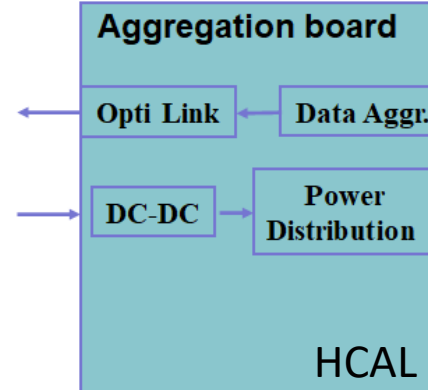 Aggregation board
Opti Link
Data Aggr.
DC-DC
Power
Distribution
HCAL